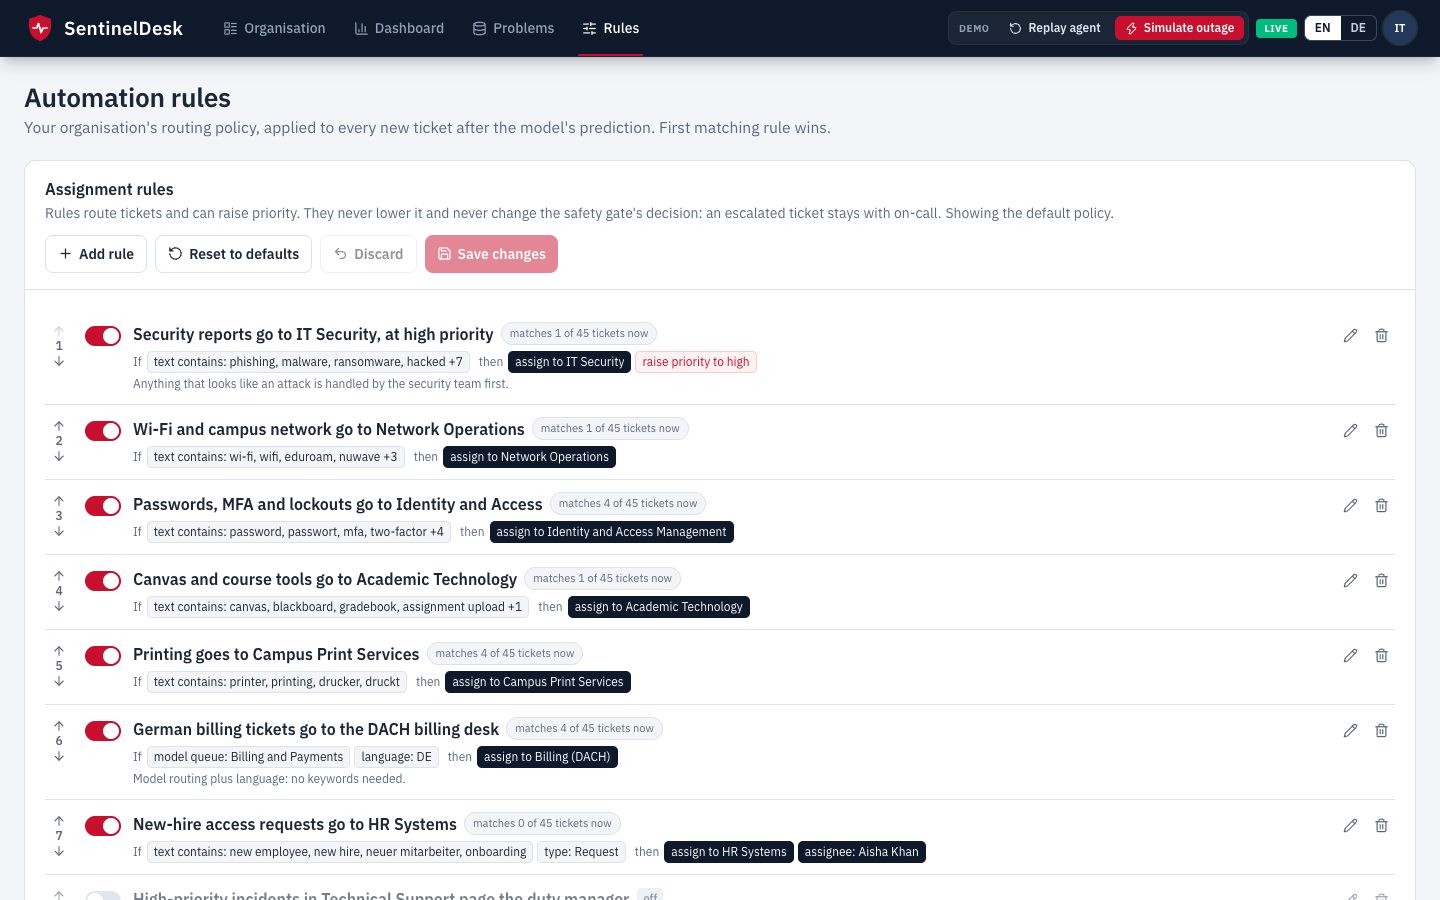 SentinelDesk
Organisation
Dashboard
Problems
Rules
DEMO
Replay agent
Simulate outage
LIVE
EN
DE
IT
Automation rules
Your organisation's routing policy, applied to every new ticket after the model's prediction. First matching rule wins.
Assignment rules
Rules route tickets and can raise priority. They never lower it and never change the safety gate's decision: an escalated ticket stays with on-call. Showing the default policy.
Add rule
Reset to defaults
Discard
Save changes
1
Security reports go to IT Security, at high priority
matches 1 of 45 tickets now
If text contains: phishing, malware, ransomware, hacked +7 then assign to IT Security raise priority to high
Anything that looks like an attack is handled by the security team first.
2
Wi-Fi and campus network go to Network Operations
matches 1 of 45 tickets now
If text contains: wi-fi, wifi, eduroam, nuwave +3 then assign to Network Operations
3
Passwords, MFA and lockouts go to Identity and Access
matches 4 of 45 tickets now
If text contains: password, passwort, mfa, two-factor +4 then assign to Identity and Access Management
4
Canvas and course tools go to Academic Technology
matches 1 of 45 tickets now
If text contains: canvas, blackboard, gradebook, assignment upload +1 then assign to Academic Technology
5
Printing goes to Campus Print Services
matches 4 of 45 tickets now
If text contains: printer, printing, drucker, druckt then assign to Campus Print Services
6
German billing tickets go to the DACH billing desk
matches 4 of 45 tickets now
If model queue: Billing and Payments language: DE then assign to Billing (DACH)
Model routing plus language: no keywords needed.
7
New-hire access requests go to HR Systems
matches 0 of 45 tickets now
If text contains: new employee, new hire, neuer mitarbeiter, onboarding type: Request then assign to HR Systems assignee: Aisha Khan
High-priority incidents in Technical Support page the duty manager
off